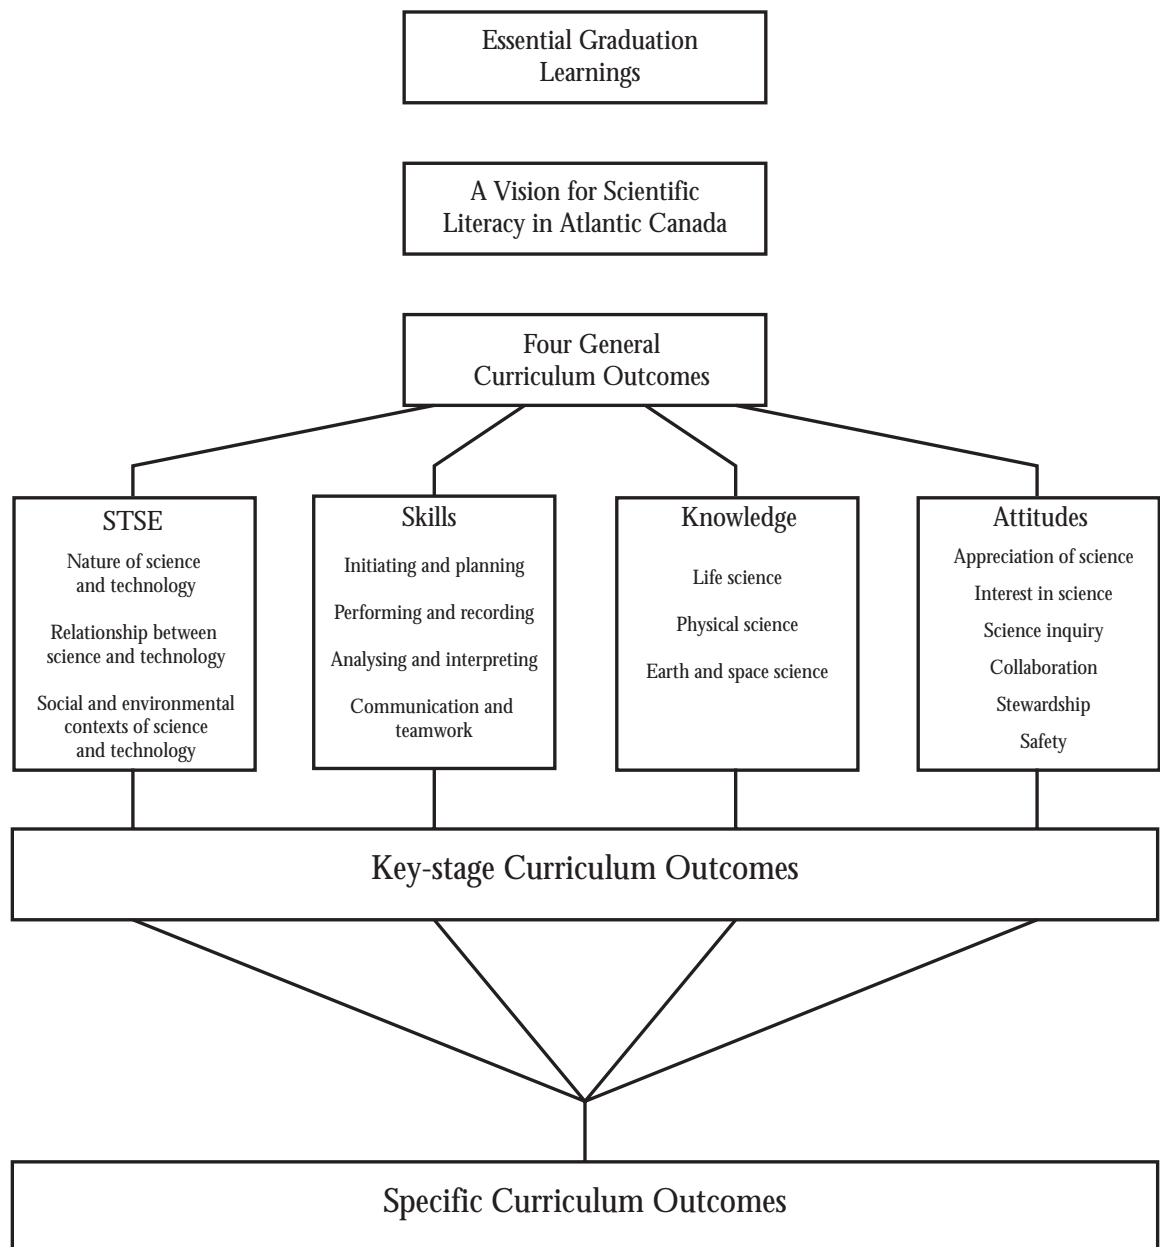 Essential Graduation
Learnings
A Vision for Scientific
Literacy in Atlantic Canada
Four General
Curriculum Outcomes
STSE
Nature of science
and technology
Relationship between
science and technology
Social and environmental
contexts of science
and technology
Skills
Initiating and planning
Performing and recording
Analysing and interpreting
Communication and
teamwork
Knowledge
Life science
Physical science
Earth and space science
Attitudes
Appreciation of science
Interest in science
Science inquiry
Collaboration
Stewardship
Safety
Key-stage Curriculum Outcomes
Specific Curriculum Outcomes